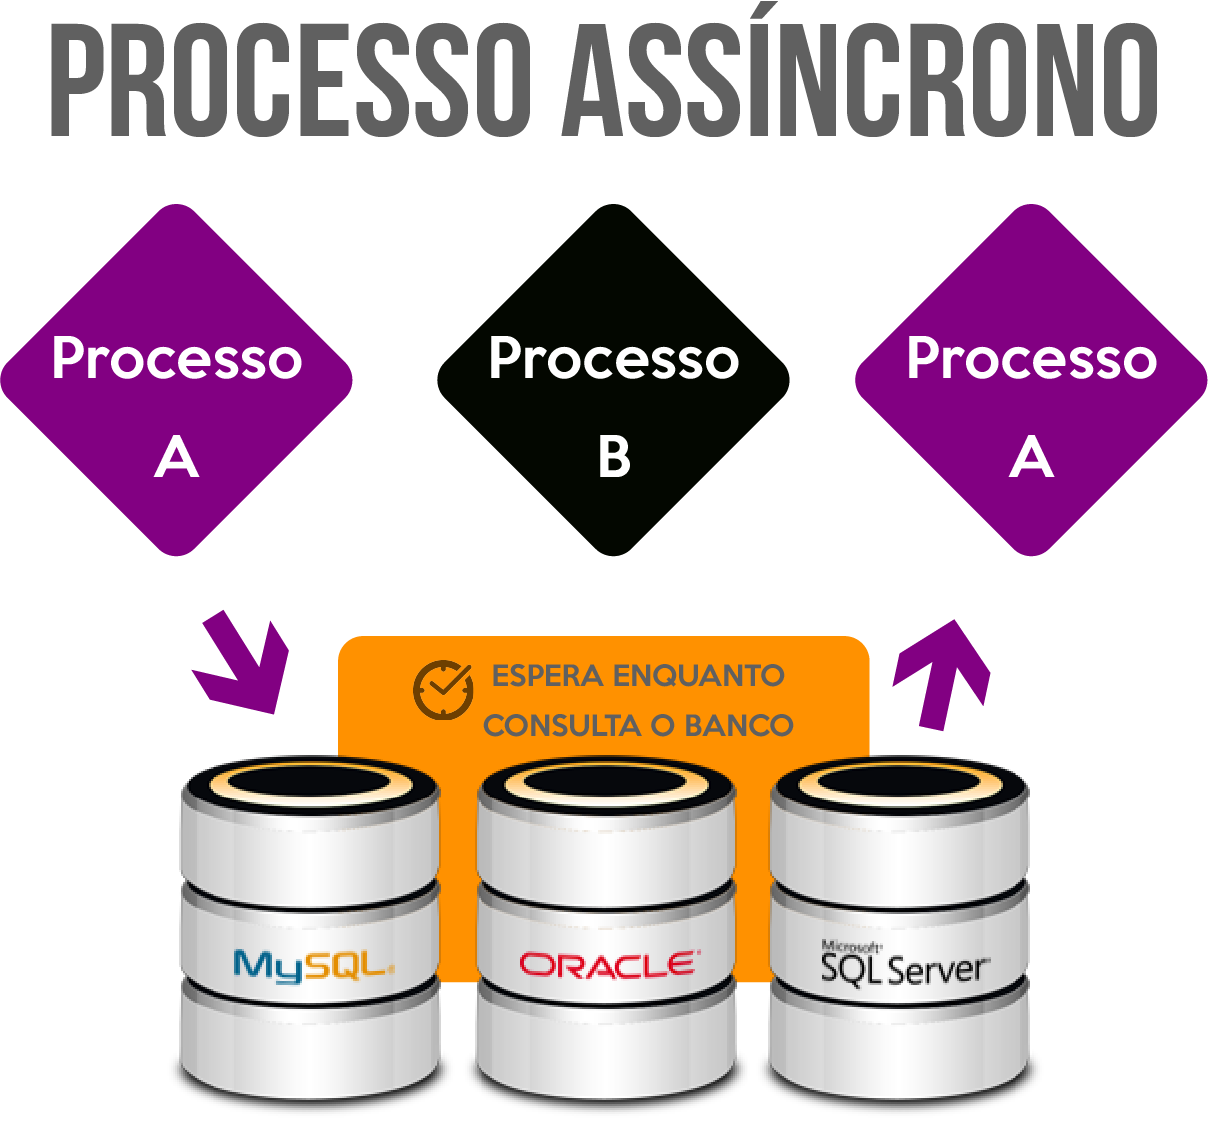 PROCESSO ASSÍNCRONO
Processo
A
Processo
B
Processo
A
ESPERA ENQUANTO
CONSULTA O BANCO
MySQL
ORACLE
Microsoft
SQL Server